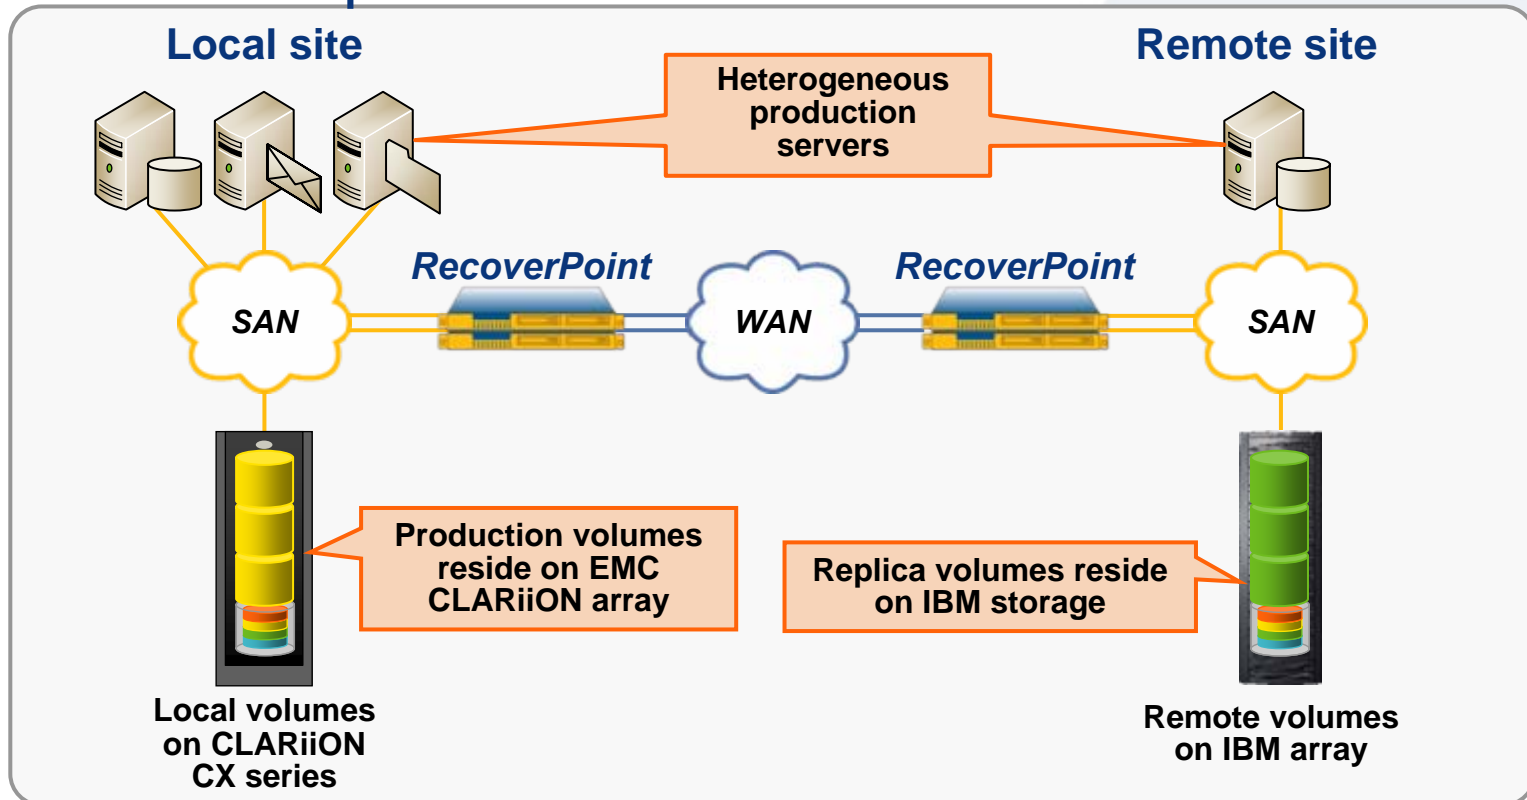 Local site
Remote site
Heterogeneous
production
servers
RecoverPoint
RecoverPoint
SAN
WAN
SAN
Production volumes
reside on EMC
CLARiiON array
Replica volumes reside
on IBM storage
Local volumes
on CLARiiON
CX series
Remote volumes
on IBM array